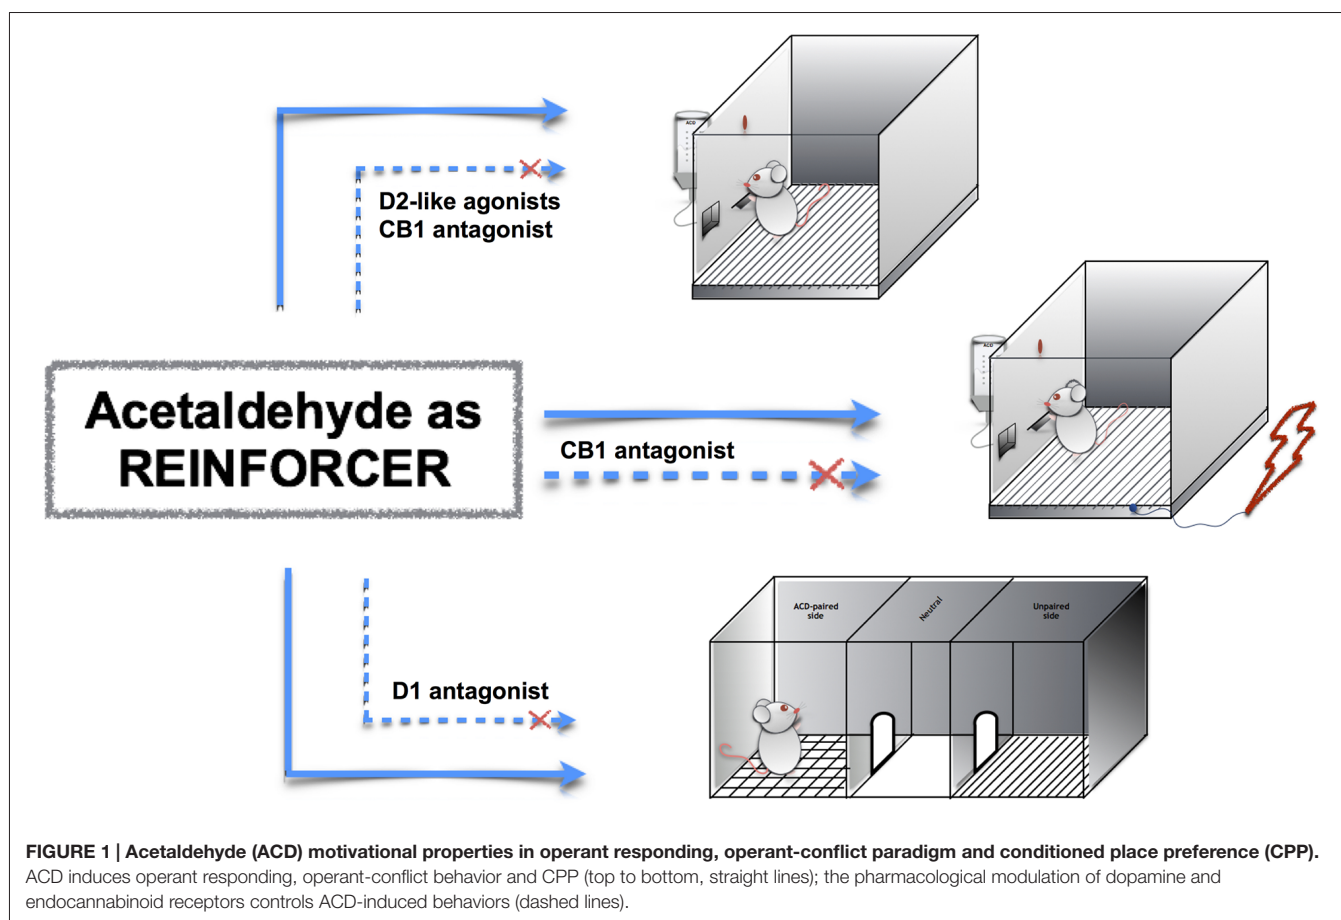 ACD
D2-like agonists
CB1 antagonist
ACD
Acetaldehyde as
REINFORCER
CB1 antagonist
ACD-paired
side
Neutral
Unpaired
side
D1 antagonist
FIGURE 1 | Acetaldehyde (ACD) motivational properties in operant responding, operant-conflict paradigm and conditioned place preference (CPP).
ACD induces operant responding, operant-conflict behavior and CPP (top to bottom, straight lines); the pharmacological modulation of dopamine and
endocannabinoid receptors controls ACD-induced behaviors (dashed lines).